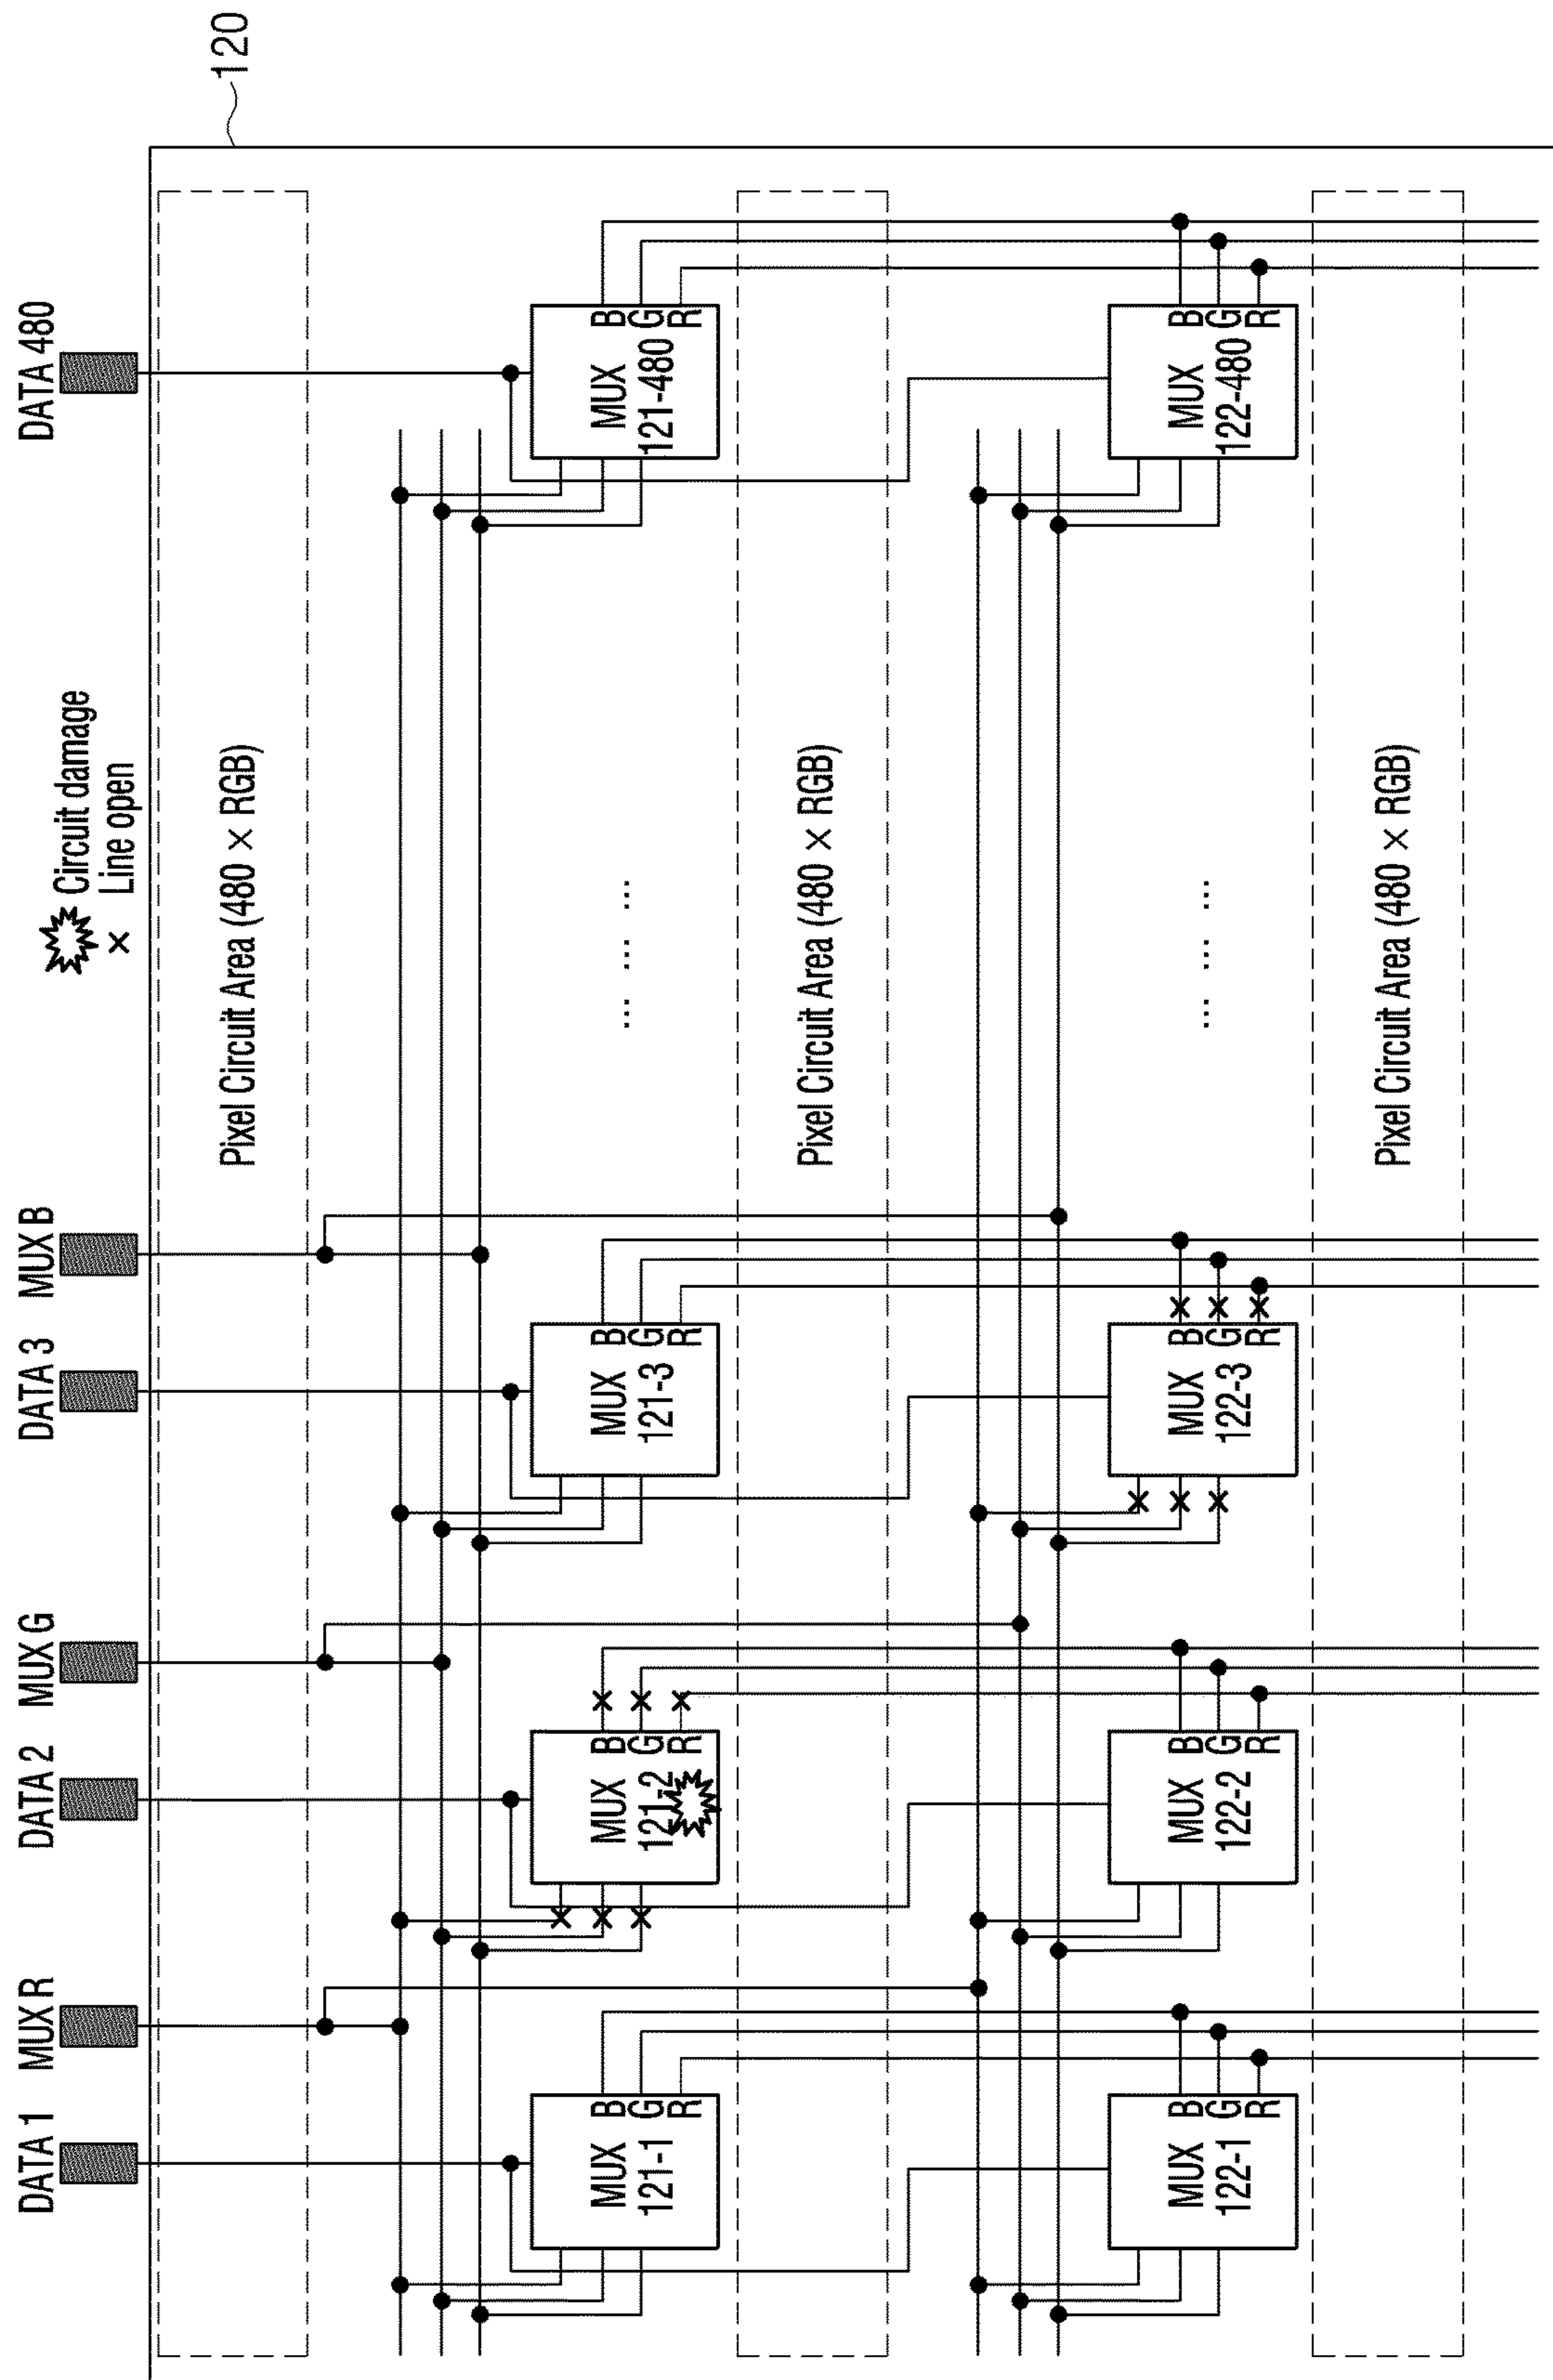 120
DATA 1
MUX R
DATA 2
MUX G
DATA 3
MUX B
DATA 480
Circuit damage
× Line open
Pixel Circuit Area (480 × RGB)
MUX
121-1
B
G
R
MUX
121-2
B
G
R
MUX
121-3
B
G
R
... ... ...
MUX
121-480
B
G
R
Pixel Circuit Area (480 × RGB)
MUX
122-1
B
G
R
MUX
122-2
B
G
R
MUX
122-3
B
G
R
... ... ...
MUX
122-480
B
G
R
Pixel Circuit Area (480 × RGB)